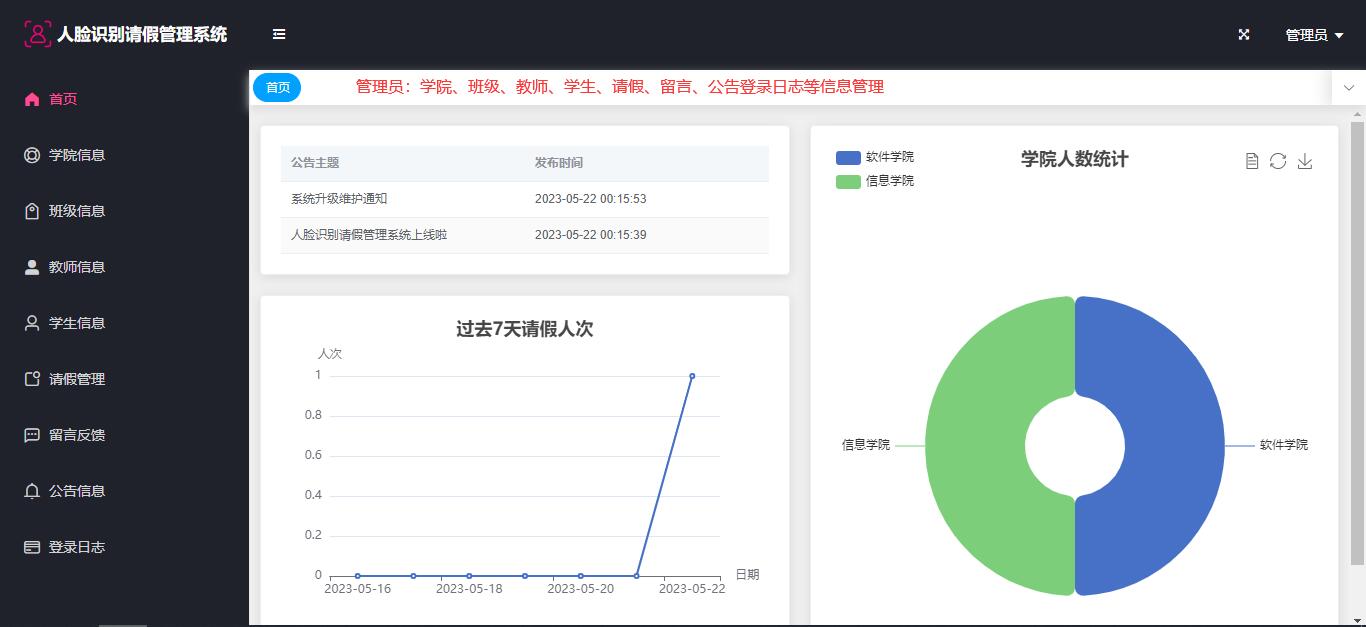 人脸识别请假管理系统
管理员
首页
学院信息
班级信息
教师信息
学生信息
请假管理
留言反馈
公告信息
登录日志
首页
管理员：学院、班级、教师、学生、请假、留言、公告登录日志等信息管理
公告主题 发布时间
系统升级维护通知 2023-05-22 00:15:53
人脸识别请假管理系统上线啦 2023-05-22 00:15:39
过去7天请假人次
人次
1
0.8
0.6
0.4
0.2
0
日期
2023-05-16 2023-05-18 2023-05-20 2023-05-22
软件学院
信息学院
学院人数统计
信息学院
软件学院